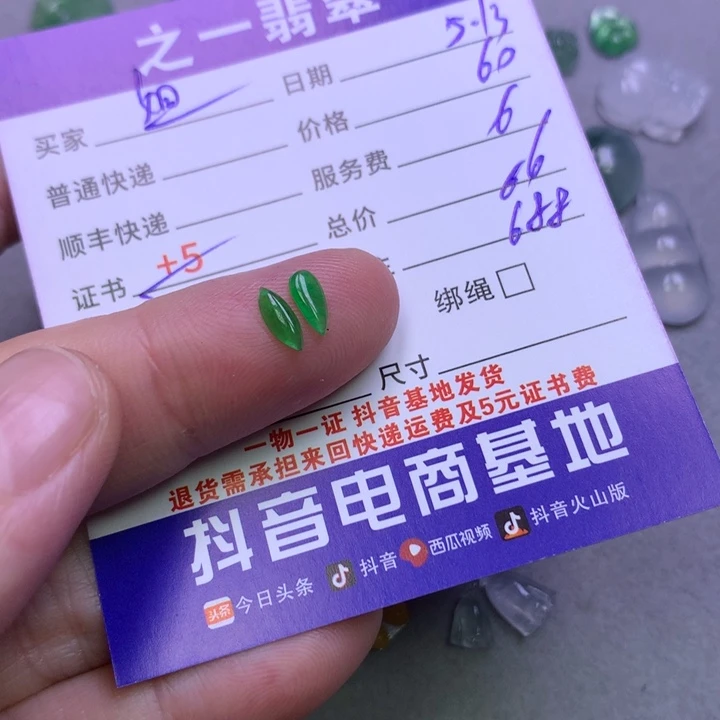 之一翡翠
买家 日期 5.13
普通快递 价格 60
顺丰快递 服务费 6
证书 +5 总价 66
688
绑绳
尺寸
一物一证 抖音基地发货
退货需承担来回快递运费及5元证书费
抖音电商基地
头条 今日头条 抖音 西瓜视频 抖音火山版